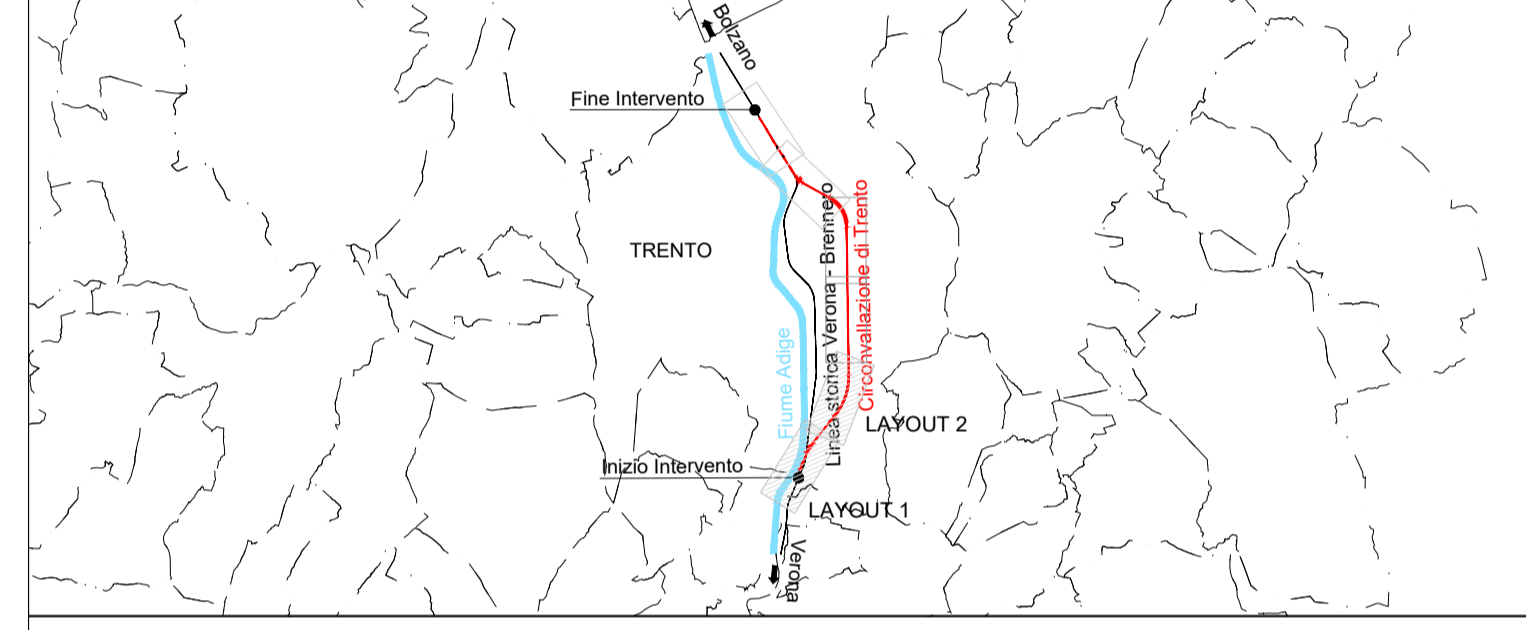 Bolzano
Fine Intervento
TRENTO
Linea storica Verona - Brennero
Circonvallazione di Trento
Fiume Adige
LAYOUT 2
Inizio Intervento
LAYOUT 1
Verona